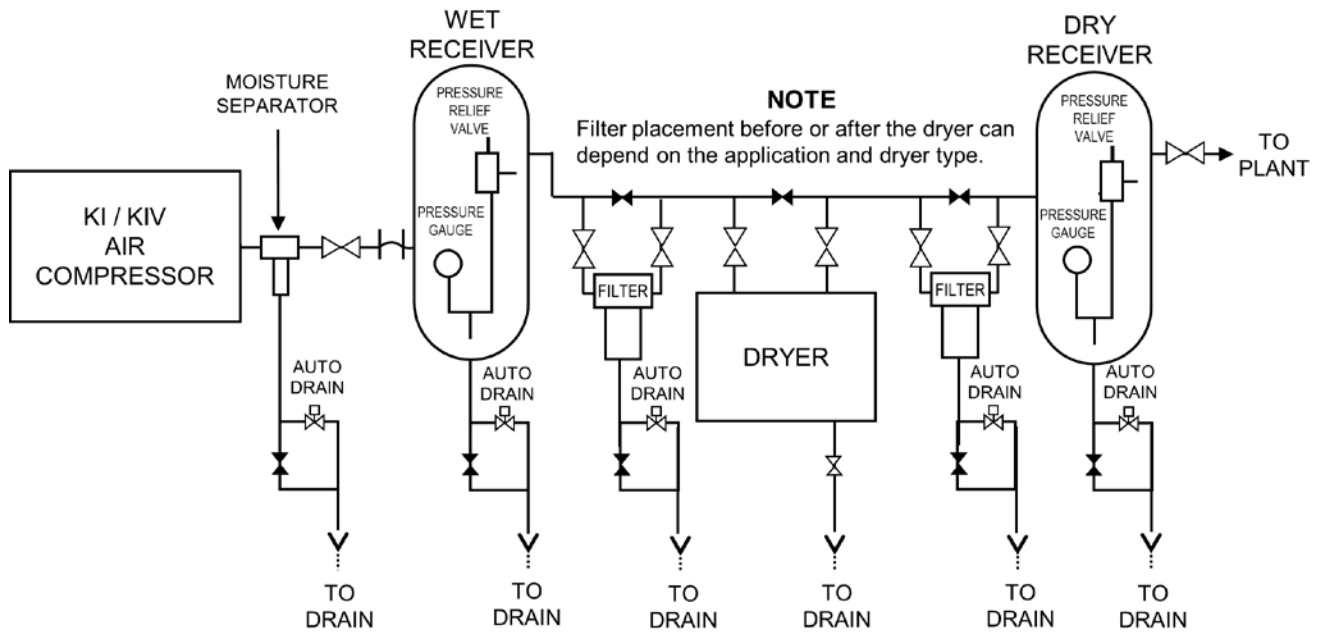 WET
RECEIVER
DRY
RECEIVER
MOISTURE
SEPARATOR
PRESSURE
RELIEF
VALVE
NOTE
Filter placement before or after the dryer can
depend on the application and dryer type.
PRESSURE
RELIEF
VALVE
TO
PLANT
KI / KIV
AIR
COMPRESSOR
PRESSURE
GAUGE
PRESSURE
GAUGE
FILTER
FILTER
DRYER
AUTO
DRAIN
AUTO
DRAIN
AUTO
DRAIN
AUTO
DRAIN
AUTO
DRAIN
TO
DRAIN
TO
DRAIN
TO
DRAIN
TO
DRAIN
TO
DRAIN
TO
DRAIN